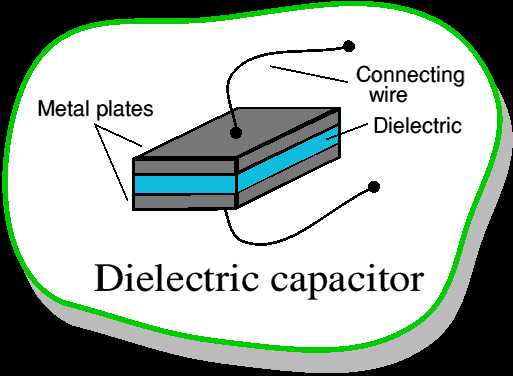 Connecting
wire
Metal plates
Dielectric
Dielectric capacitor